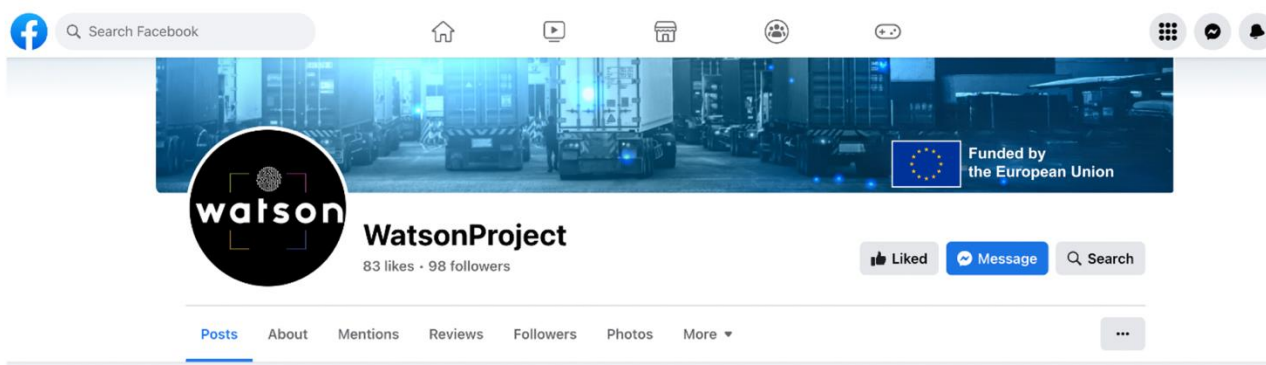 Search Facebook
Funded by
the European Union
watson
WatsonProject
83 likes · 98 followers
Liked
Message
Search
Posts
About
Mentions
Reviews
Followers
Photos
More